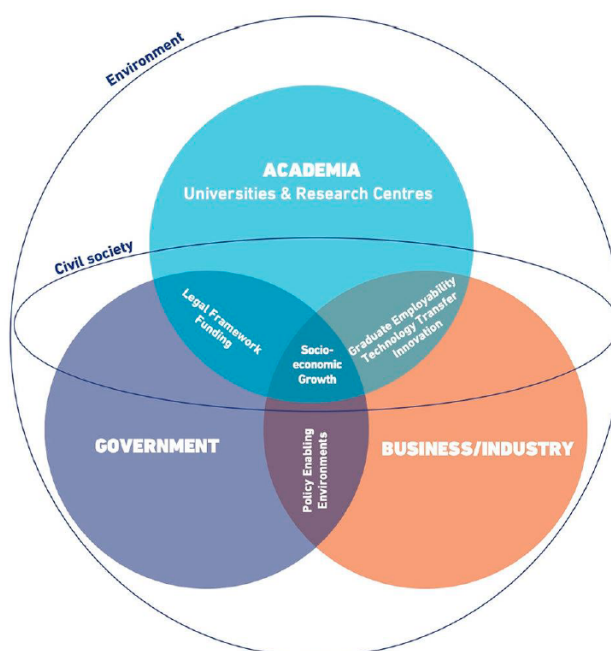 Environment
ACADEMIA
Universities & Research Centres
Civil society
Legal Framework
Funding
Graduate Employability
Technology Transfer
Innovation
Socio-
economic
Growth
GOVERNMENT
BUSINESS/INDUSTRY
Policy Enabling
Environments